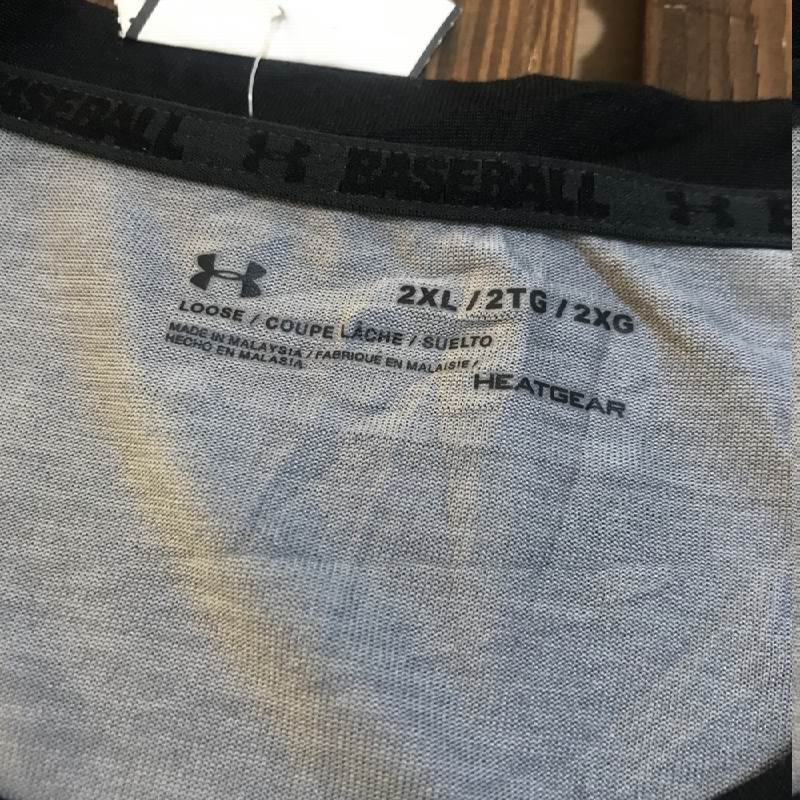 BASEBALL BASEBALL
2XL / 2TG / 2XG
LOOSE / COUPE LÂCHE / SUELTO
MADE IN MALAYSIA / FABRIQUÉ EN MALAISIE /
HECHO EN MALASIA
HEATGEAR